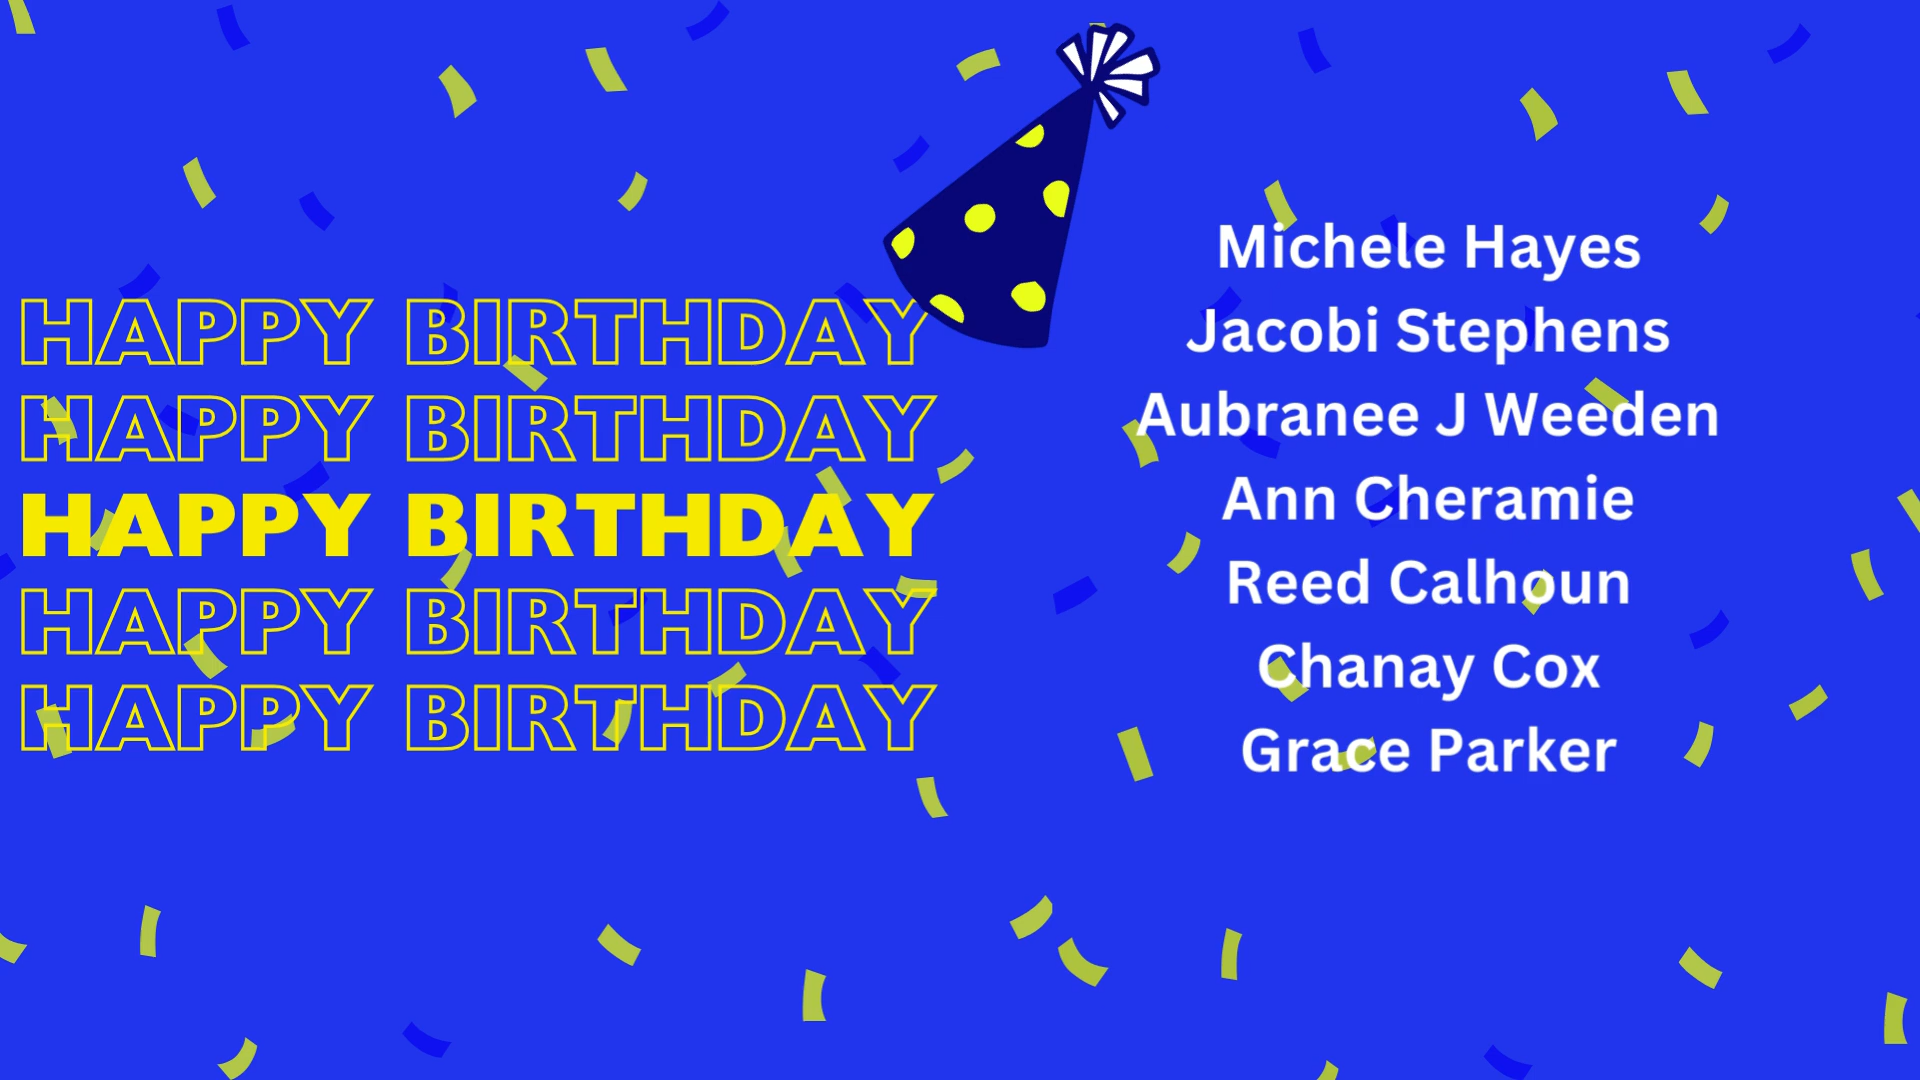 HAPPY BIRTHDAY
HAPPY BIRTHDAY
HAPPY BIRTHDAY
HAPPY BIRTHDAY
HAPPY BIRTHDAY
Michele Hayes
Jacobi Stephens
Aubranee J Weeden
Ann Cheramie
Reed Calhoun
Chanay Cox
Grace Parker